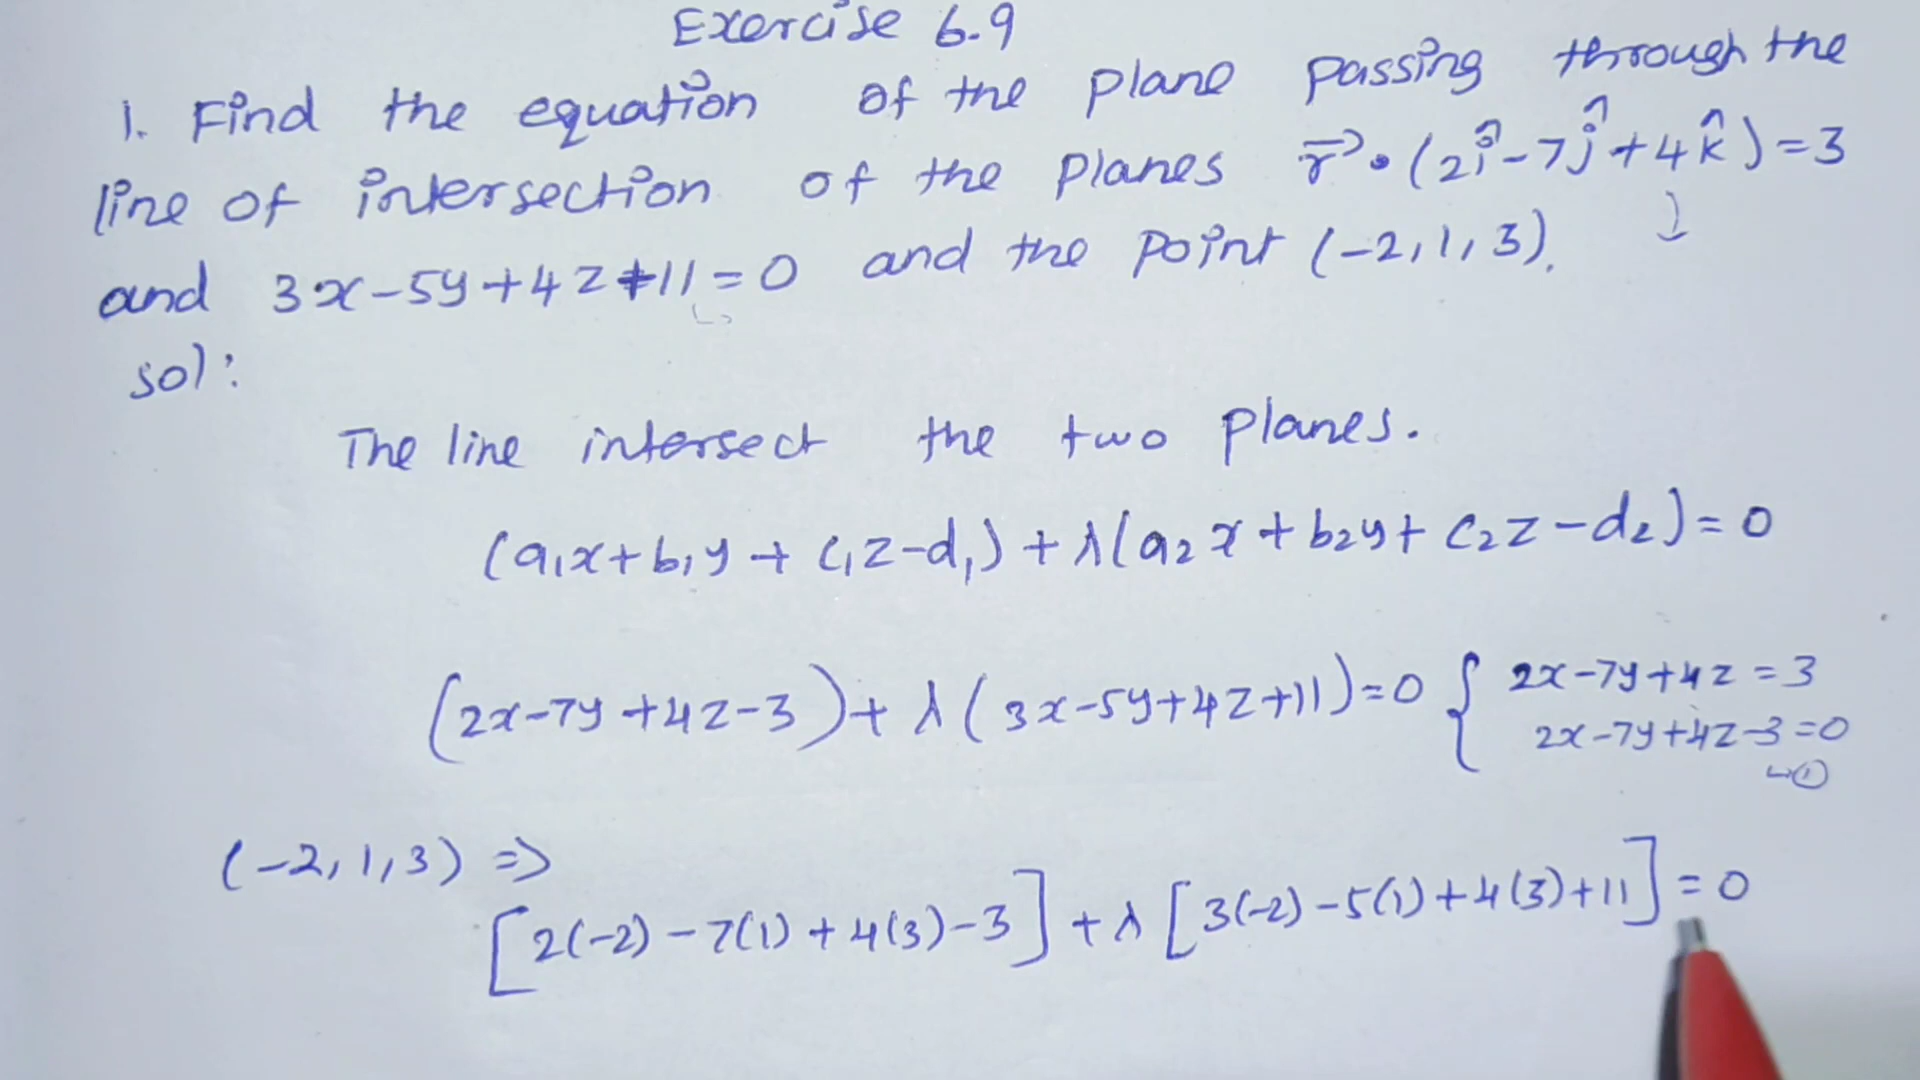 Exercise 6.9
1. Find the equation of the plane passing through the
line of intersection of the planes r⃗ • (2î - 7ĵ + 4k̂) = 3
and 3x - 5y + 4z + 11 = 0 and the point (-2, 1, 3).
sol:
The line intersect the two planes.
(a₁x + b₁y + c₁z - d₁) + λ(a₂x + b₂y + c₂z - d₂) = 0
(2x - 7y + 4z - 3) + λ(3x - 5y + 4z + 11) = 0 { 2x - 7y + 4z = 3
2x - 7y + 4z - 3 = 0
↳ ①
(-2, 1, 3) ⇒
[2(-2) - 7(1) + 4(3) - 3] + λ [3(-2) - 5(1) + 4(3) + 11] = 0